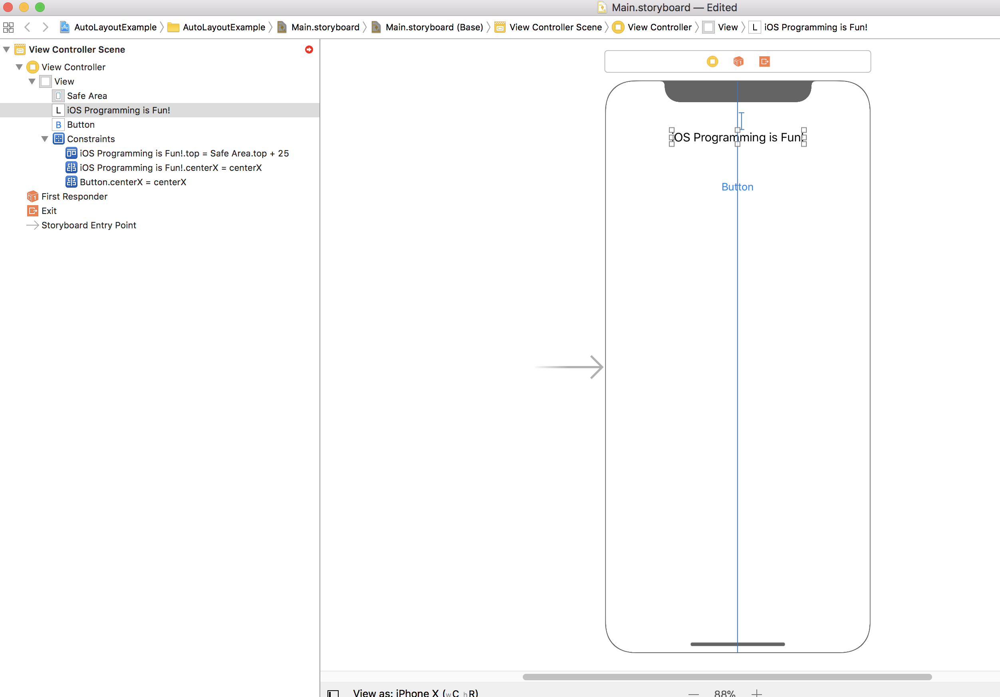 Main.storyboard — Edited
AutoLayoutExample AutoLayoutExample Main.storyboard Main.storyboard (Base) View Controller Scene View Controller View L iOS Programming is Fun!
View Controller Scene
View Controller
View
Safe Area
L iOS Programming is Fun!
B Button
Constraints
iOS Programming is Fun!.top = Safe Area.top + 25
iOS Programming is Fun!.centerX = centerX
Button.centerX = centerX
1 First Responder
Exit
Storyboard Entry Point
1
iOS Programming is Fun!
Button
View as: iPhone X (wC hR)
88%